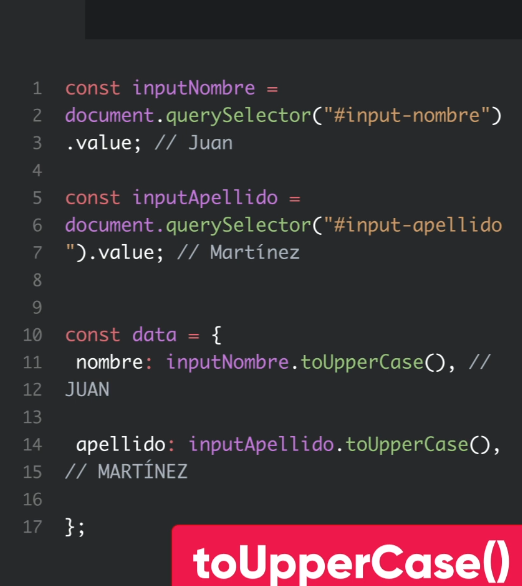 1 const inputNombre =
2 document.querySelector("#input-nombre")
3 .value; // Juan
4
5 const inputApellido =
6 document.querySelector("#input-apellido
7 ").value; // Martínez
8
9
10 const data = {
11 nombre: inputNombre.toUpperCase(), //
12 JUAN
13
14 apellido: inputApellido.toUpperCase(),
15 // MARTÍNEZ
16
17 };
toUpperCase()